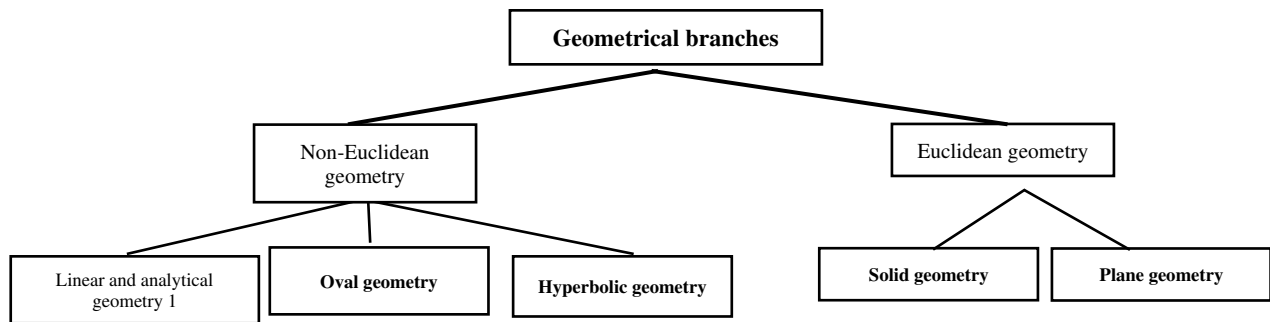 Geometrical branches
Non-Euclidean
geometry
Euclidean geometry
Linear and analytical
geometry 1
Oval geometry
Hyperbolic geometry
Solid geometry
Plane geometry